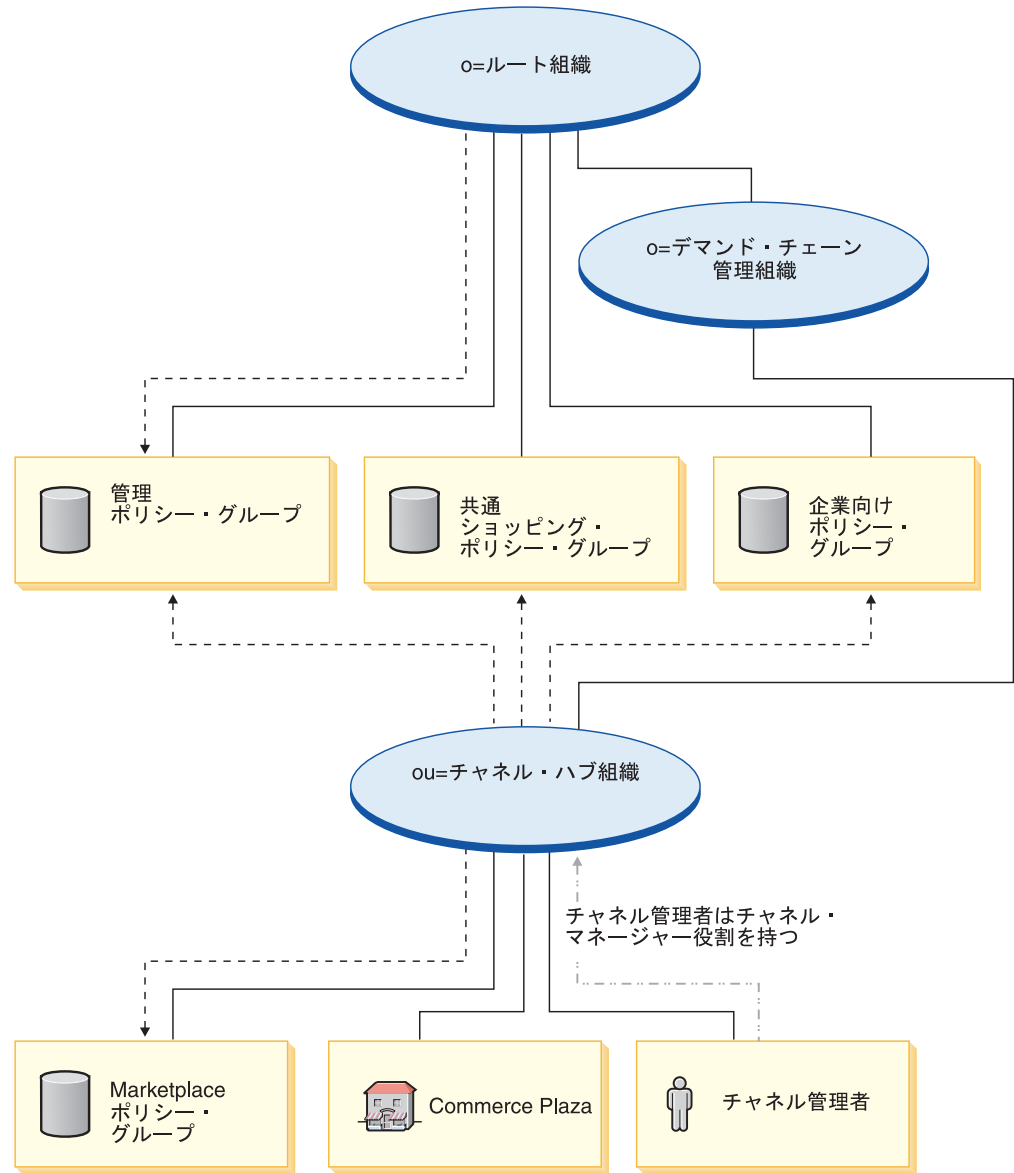 o=ルート組織
o=デマンド・チェーン
管理組織
管理
ポリシー・グループ
共通
ショッピング・
ポリシー・グループ
企業向け
ポリシー・
グループ
ou=チャネル・ハブ組織
チャネル管理者はチャネル・
マネージャー役割を持つ
Marketplace
ポリシー・
グループ
Commerce Plaza
チャネル管理者